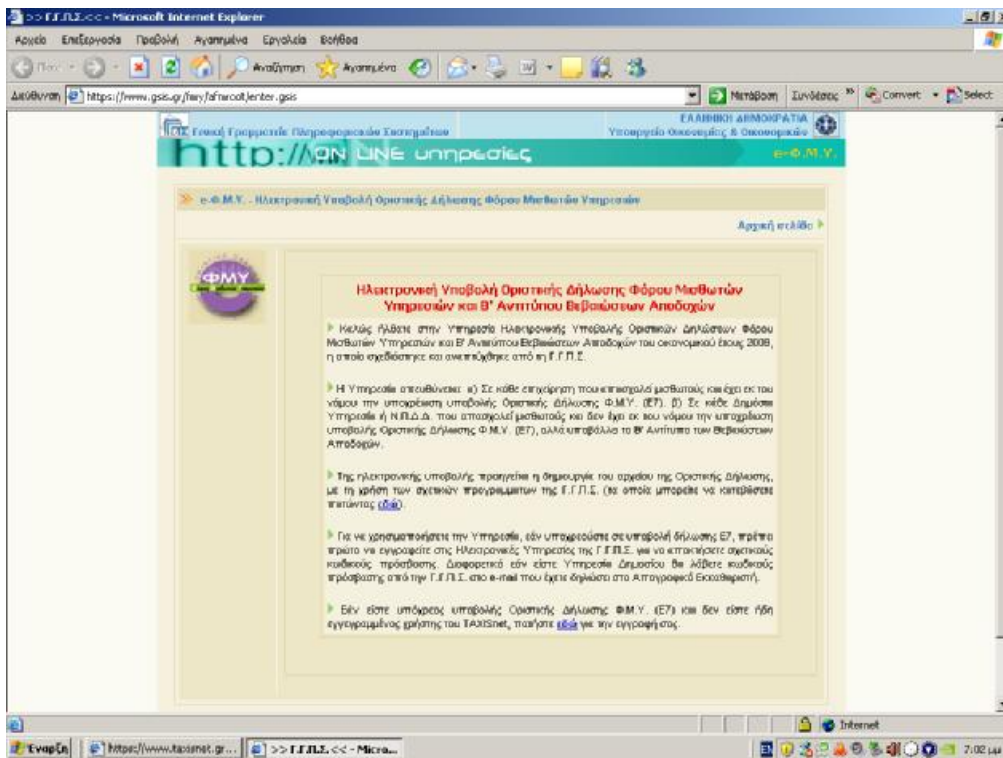 >> Γ.Γ.Π.Σ.<< - Microsoft Internet Explorer
Αρχείο Επεξεργασία Προβολή Αγαπημένα Εργαλεία Βοήθεια
Πίσω Αναζήτηση Αγαπημένα
Διεύθυνση https://www.gsis.gr/fmy/afmroot/enter.gsis Μετάβαση Συνδέσεις » Convert Select
ΕΛΛΗΝΙΚΗ ΔΗΜΟΚΡΑΤΙΑ
Γενική Γραμματεία Πληροφοριακών Συστημάτων Υπουργείο Οικονομίας & Οικονομικών
http:// ON LINE υπηρεσίες e-Φ.Μ.Υ.
e-Φ.Μ.Υ. - Ηλεκτρονική Υποβολή Οριστικής Δήλωσης Φόρου Μισθωτών Υπηρεσιών
Αρχική σελίδα
ΦΜΥ
Ηλεκτρονική Υποβολή Οριστικής Δήλωσης Φόρου Μισθωτών
Υπηρεσιών και Β' Αντιτύπου Βεβαιώσεων Αποδοχών
Καλώς ήλθατε στην Υπηρεσία Ηλεκτρονικής Υποβολής Οριστικών Δηλώσεων Φόρου
Μισθωτών Υπηρεσιών και Β' Αντιτύπου Βεβαιώσεων Αποδοχών του οικονομικού έτους 2008,
η οποία σχεδιάστηκε και αναπτύχθηκε από τη Γ.Γ.Π.Σ.
Η Υπηρεσία απευθύνεται: α) Σε κάθε επιχείρηση που απασχολεί μισθωτούς και έχει εκ του
νόμου την υποχρέωση υποβολής Οριστικής Δήλωσης Φ.Μ.Υ. (Ε7). β) Σε κάθε Δημόσια
Υπηρεσία ή Ν.Π.Δ.Δ. που απασχολεί μισθωτούς και δεν έχει εκ του νόμου την υποχρέωση
υποβολής Οριστικής Δήλωσης Φ.Μ.Υ. (Ε7), αλλά υποβάλλει το Β' Αντίτυπο των Βεβαιώσεων
Αποδοχών.
Της ηλεκτρονικής υποβολής προηγείται η δημιουργία του αρχείου της Οριστικής Δήλωσης,
με τη χρήση των σχετικών προγραμμάτων της Γ.Γ.Π.Σ. (τα οποία μπορείτε να κατεβάσετε
πατώντας εδώ).
Για να χρησιμοποιήσετε την Υπηρεσία, εάν υποχρεούστε σε υποβολή δήλωσης Ε7, πρέπει
πρώτα να εγγραφείτε στις Ηλεκτρονικές Υπηρεσίες της Γ.Γ.Π.Σ. για να αποκτήσετε σχετικούς
κωδικούς πρόσβασης. Διαφορετικά εάν είστε Υπηρεσία Δημοσίου θα λάβετε κωδικούς
πρόσβασης από την Γ.Γ.Π.Σ. στο e-mail που έχετε δηλώσει στο Απογραφικό Εκκαθαριστή.
Εάν είστε υπόχρεος υποβολής Οριστικής Δήλωσης Φ.Μ.Υ. (Ε7) και δεν είστε ήδη
εγγεγραμμένος χρήστης του TAXISnet, πατήστε εδώ για την εγγραφή σας.
Internet
Έναρξη https://www.taxisnet.gr... >> Γ.Γ.Π.Σ. << - Micro... EN 7:02 μμ